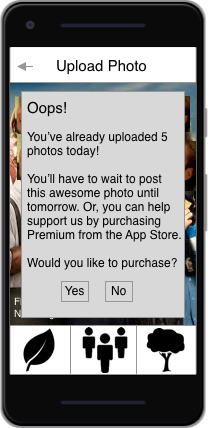 Upload Photo
Oops!
You've already uploaded 5
photos today!
You'll have to wait to post
this awesome photo until
tomorrow. Or, you can help
support us by purchasing
Premium from the App Store.
Would you like to purchase?
Yes No